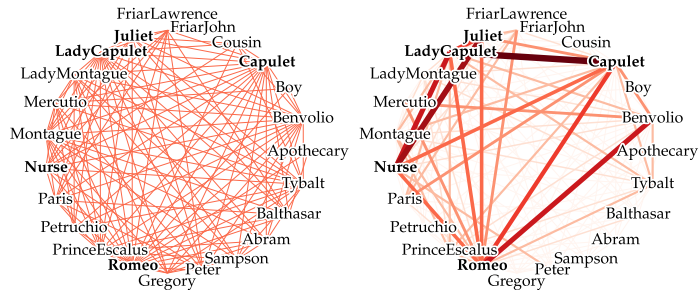 FriarLawrence
FriarJohn
Juliet
Cousin
LadyCapulet
Capulet
LadyMontague
Boy
Mercutio
Benvolio
Montague
Apothecary
Nurse
Tybalt
Paris
Balthasar
Petruchio
Abram
PrinceEscalus
Sampson
Romeo
Peter
Gregory
FriarLawrence
FriarJohn
Juliet
Cousin
LadyCapulet
Capulet
LadyMontague
Boy
Mercutio
Benvolio
Montague
Apothecary
Nurse
Tybalt
Paris
Balthasar
Petruchio
Abram
PrinceEscalus
Sampson
Romeo
Peter
Gregory